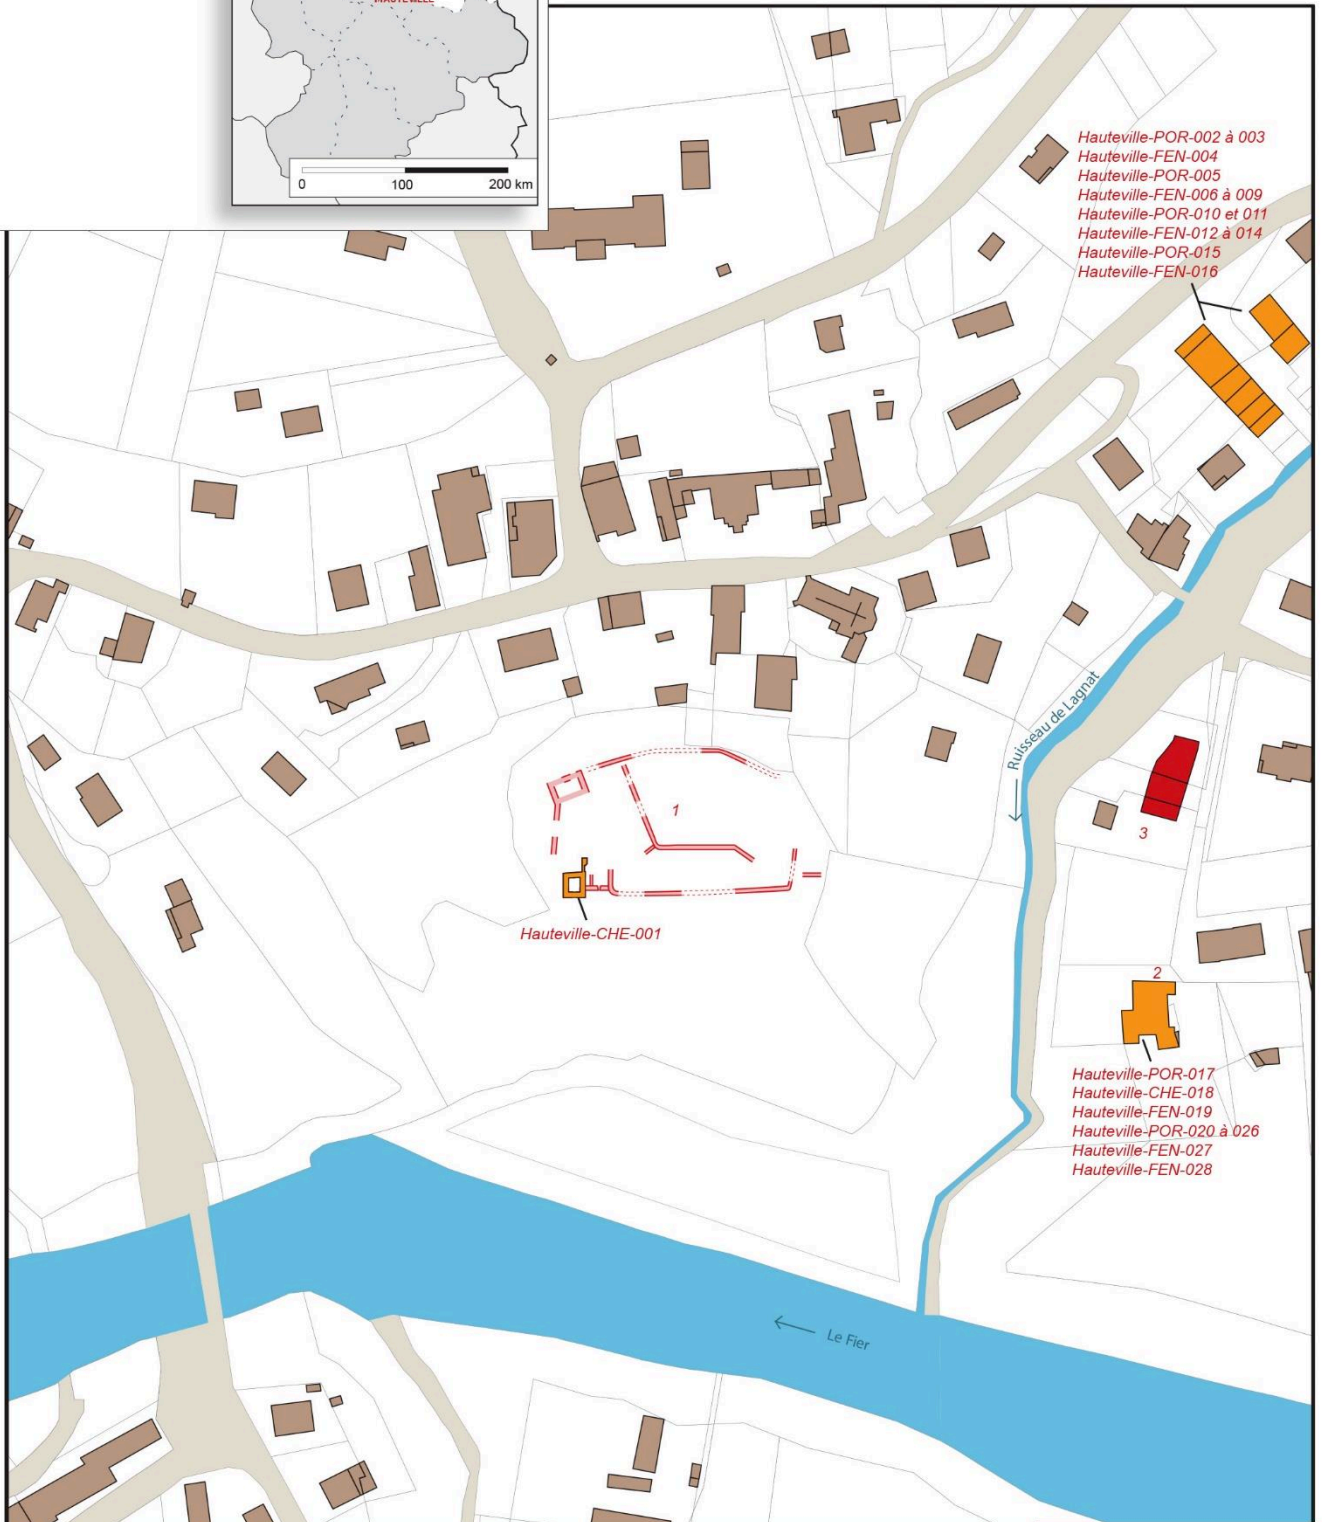 HAUTEVILLE
0 100 200 km
Hauteville-POR-002 à 003
Hauteville-FEN-004
Hauteville-POR-005
Hauteville-FEN-006 à 009
Hauteville-POR-010 et 011
Hauteville-FEN-012 à 014
Hauteville-POR-015
Hauteville-FEN-016
Ruisseau de Lagnat
1
3
Hauteville-CHE-001
2
Hauteville-POR-017
Hauteville-CHE-018
Hauteville-FEN-019
Hauteville-POR-020 à 026
Hauteville-FEN-027
Hauteville-FEN-028
Le Fier